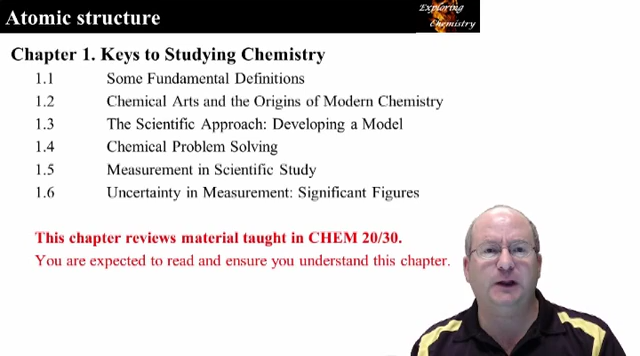 Atomic structure
Exploring
Chemistry
Chapter 1. Keys to Studying Chemistry
1.1 Some Fundamental Definitions
1.2 Chemical Arts and the Origins of Modern Chemistry
1.3 The Scientific Approach: Developing a Model
1.4 Chemical Problem Solving
1.5 Measurement in Scientific Study
1.6 Uncertainty in Measurement: Significant Figures
This chapter reviews material taught in CHEM 20/30.
You are expected to read and ensure you understand this chapter.